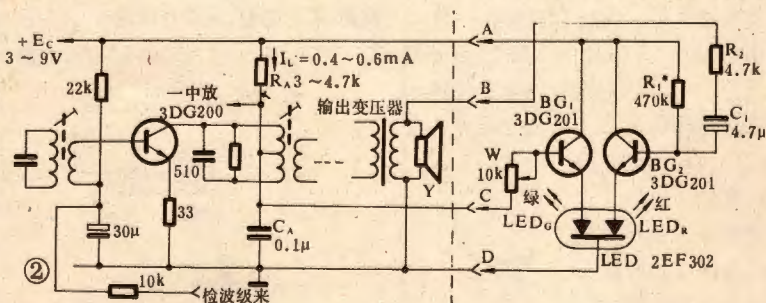 +EC
3～9V
22k
一中放
3DG200
IL=0.4～0.6mA
RA3～4.7k
输出变压器
510
33
30μ
②
10k
检波级来
CA
0.1μ
Y
A
B
C
D
W
10k
BG1
3DG201
R1*
470k
R2
4.7k
C1
4.7μ
BG2
3DG201
绿
红
LEDG
LEDR
LED 2EF302